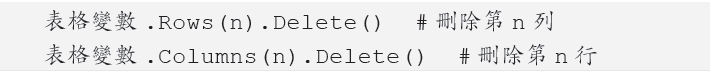 表格變數 .Rows(n).Delete()  #刪除第 n 列
表格變數 .Columns(n).Delete()  #刪除第 n 行